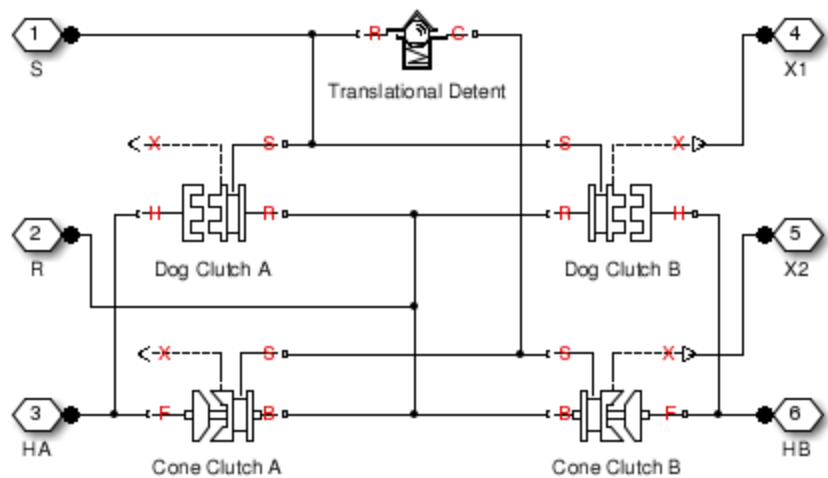 1 R C 4
S Translational Detent X1
X S S X
H R R H
2 5
R Dog Clutch A Dog Clutch B X2
X S S X
3 F B B F 6
HA HB
Cone Clutch A Cone Clutch B